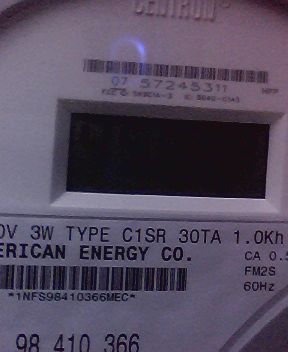 CENTRON
07 57245311
0V 3W TYPE C1SR 30TA 1.0Kh
ERICAN ENERGY CO. CA 0.5
FM2S
*1NFS98410366MEC* 60Hz
98 410 366